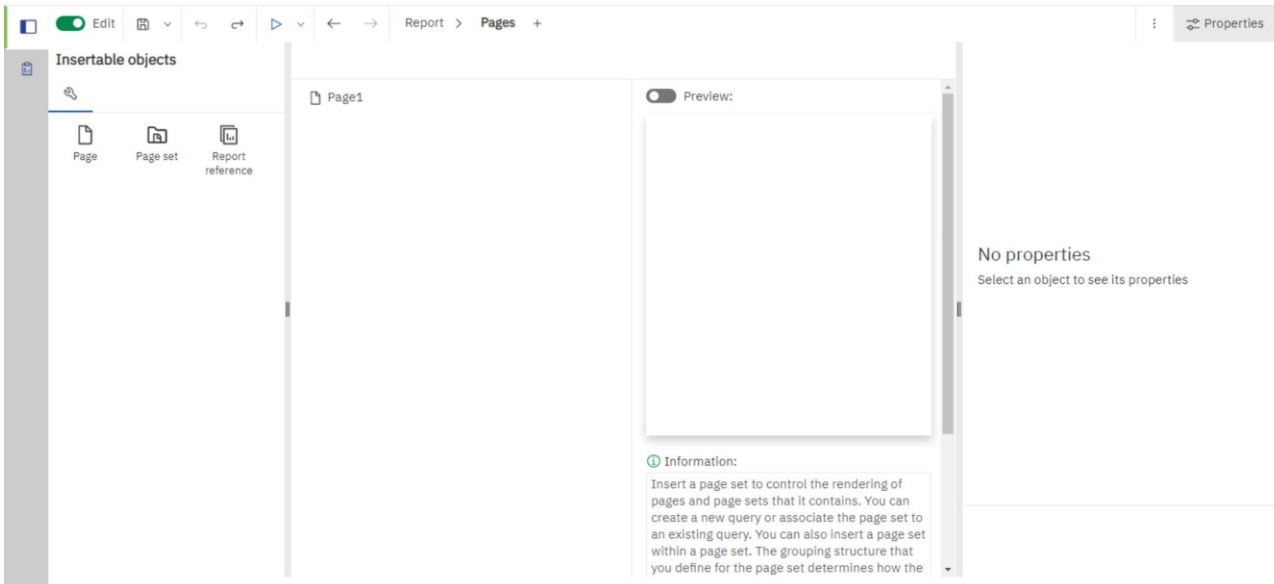 Edit
Report > Pages +
Properties
Insertable objects
Page
Page set
Report
reference
Page1
Preview:
Information:
Insert a page set to control the rendering of
pages and page sets that it contains. You can
create a new query or associate the page set to
an existing query. You can also insert a page set
within a page set. The grouping structure that
you define for the page set determines how the
No properties
Select an object to see its properties